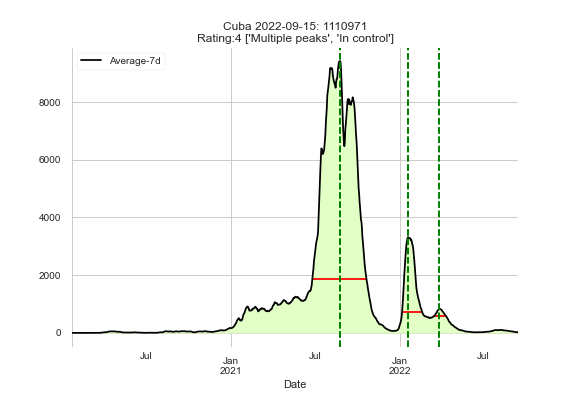 Cuba 2022-09-15: 1110971
Rating:4 ['Multiple peaks', 'In control']
Average-7d
8000
6000
4000
2000
0
Jul
Jan
2021
Jul
Jan
2022
Jul
Date